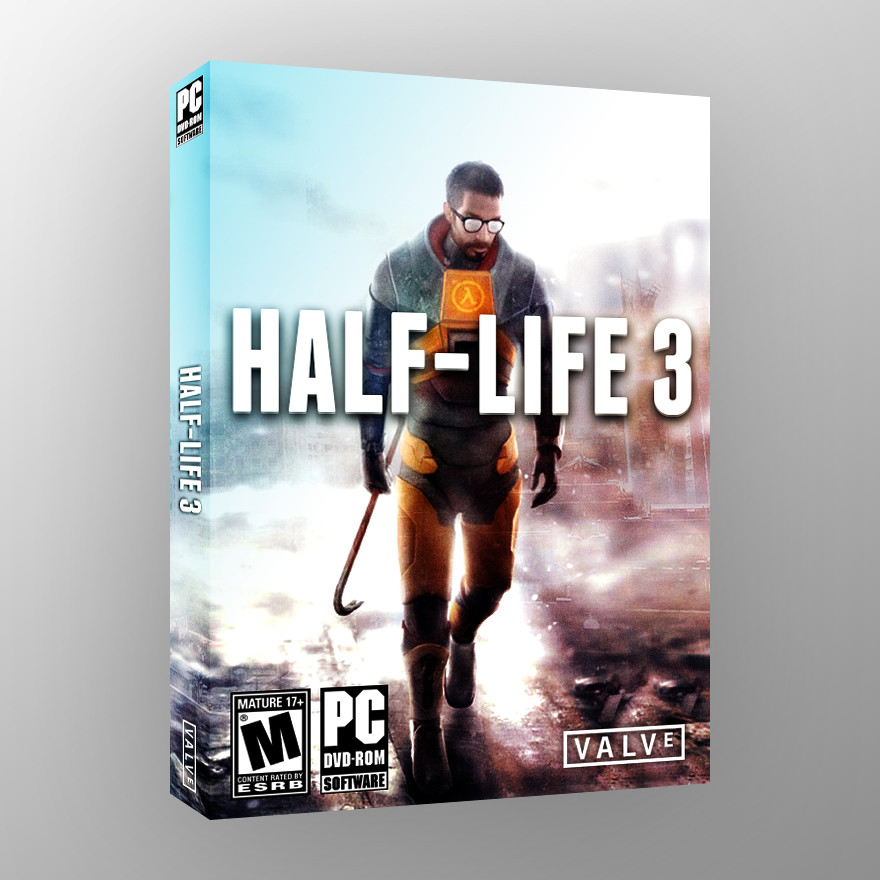 PC
DVD-ROM
SOFTWARE
HALF-LIFE 3
VALVE
HALF-LIFE 3
MATURE 17+
M
®
CONTENT RATED BY
ESRB
PC
DVD-ROM
SOFTWARE
VALVE